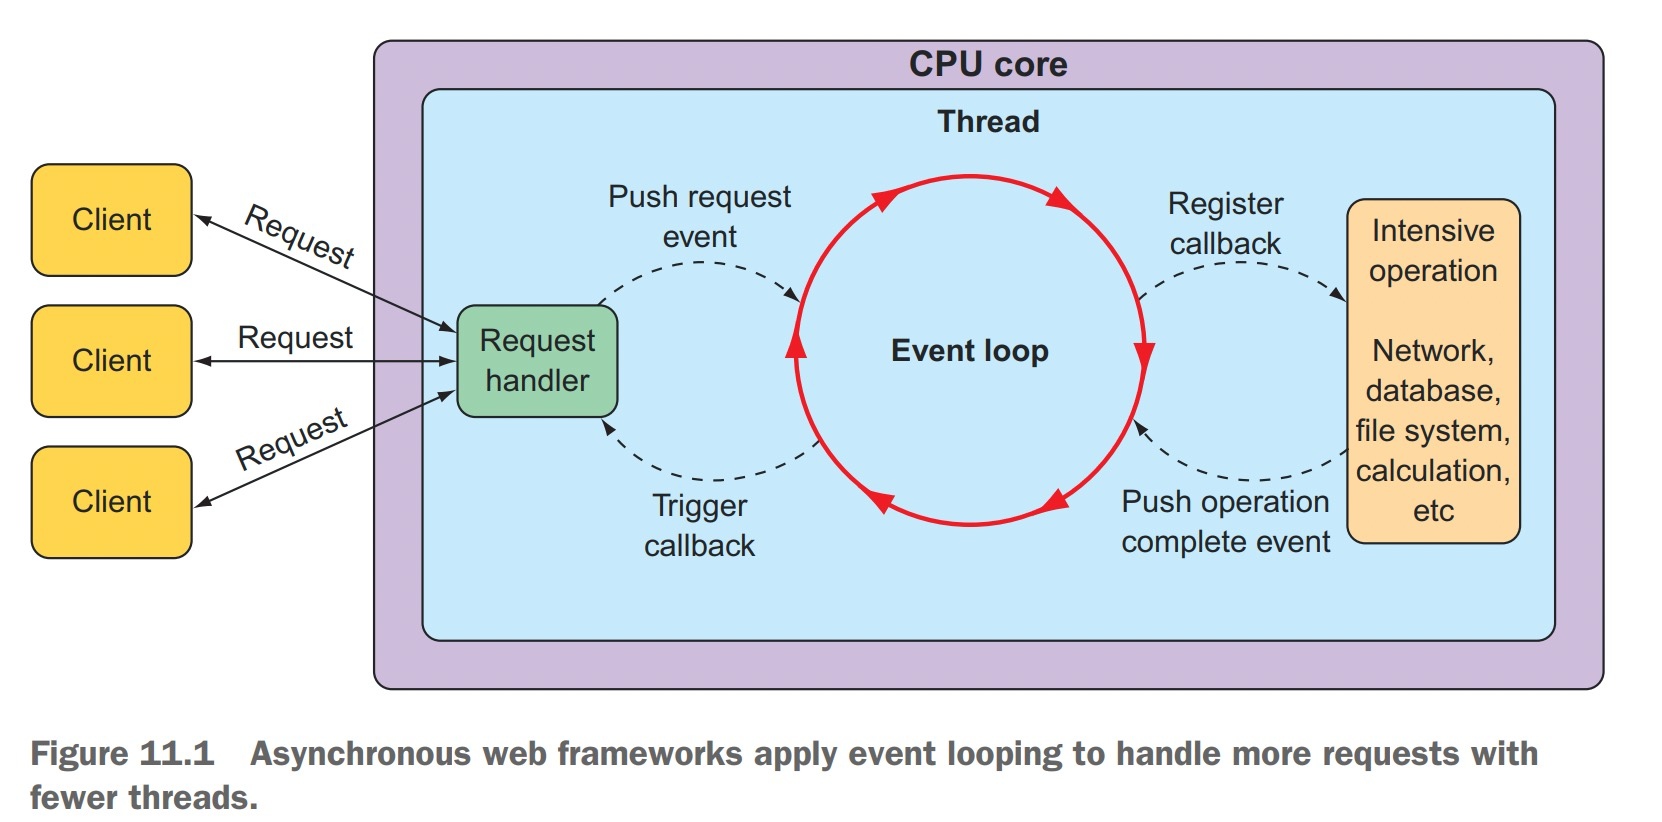 CPU core
Thread
Client
Client
Client
Request
Request
Request
Request
handler
Push request
event
Trigger
callback
Event loop
Register
callback
Push operation
complete event
Intensive
operation
Network,
database,
file system,
calculation,
etc
Figure 11.1 Asynchronous web frameworks apply event looping to handle more requests with
fewer threads.